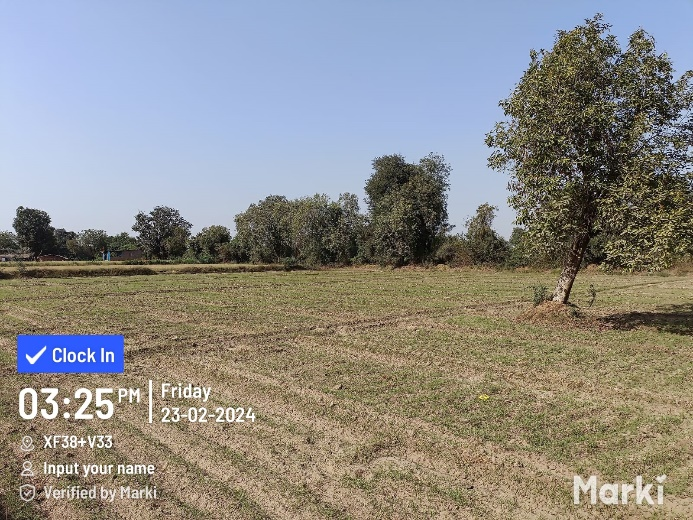 Clock In
03:25 PM
Friday
23-02-2024
XF38+V33
Input your name
Verified by Marki
Marki